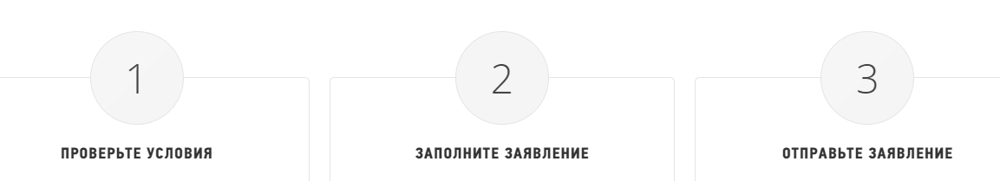 1
ПРОВЕРЬТЕ УСЛОВИЯ
2
ЗАПОЛНИТЕ ЗАЯВЛЕНИЕ
3
ОТПРАВЬТЕ ЗАЯВЛЕНИЕ